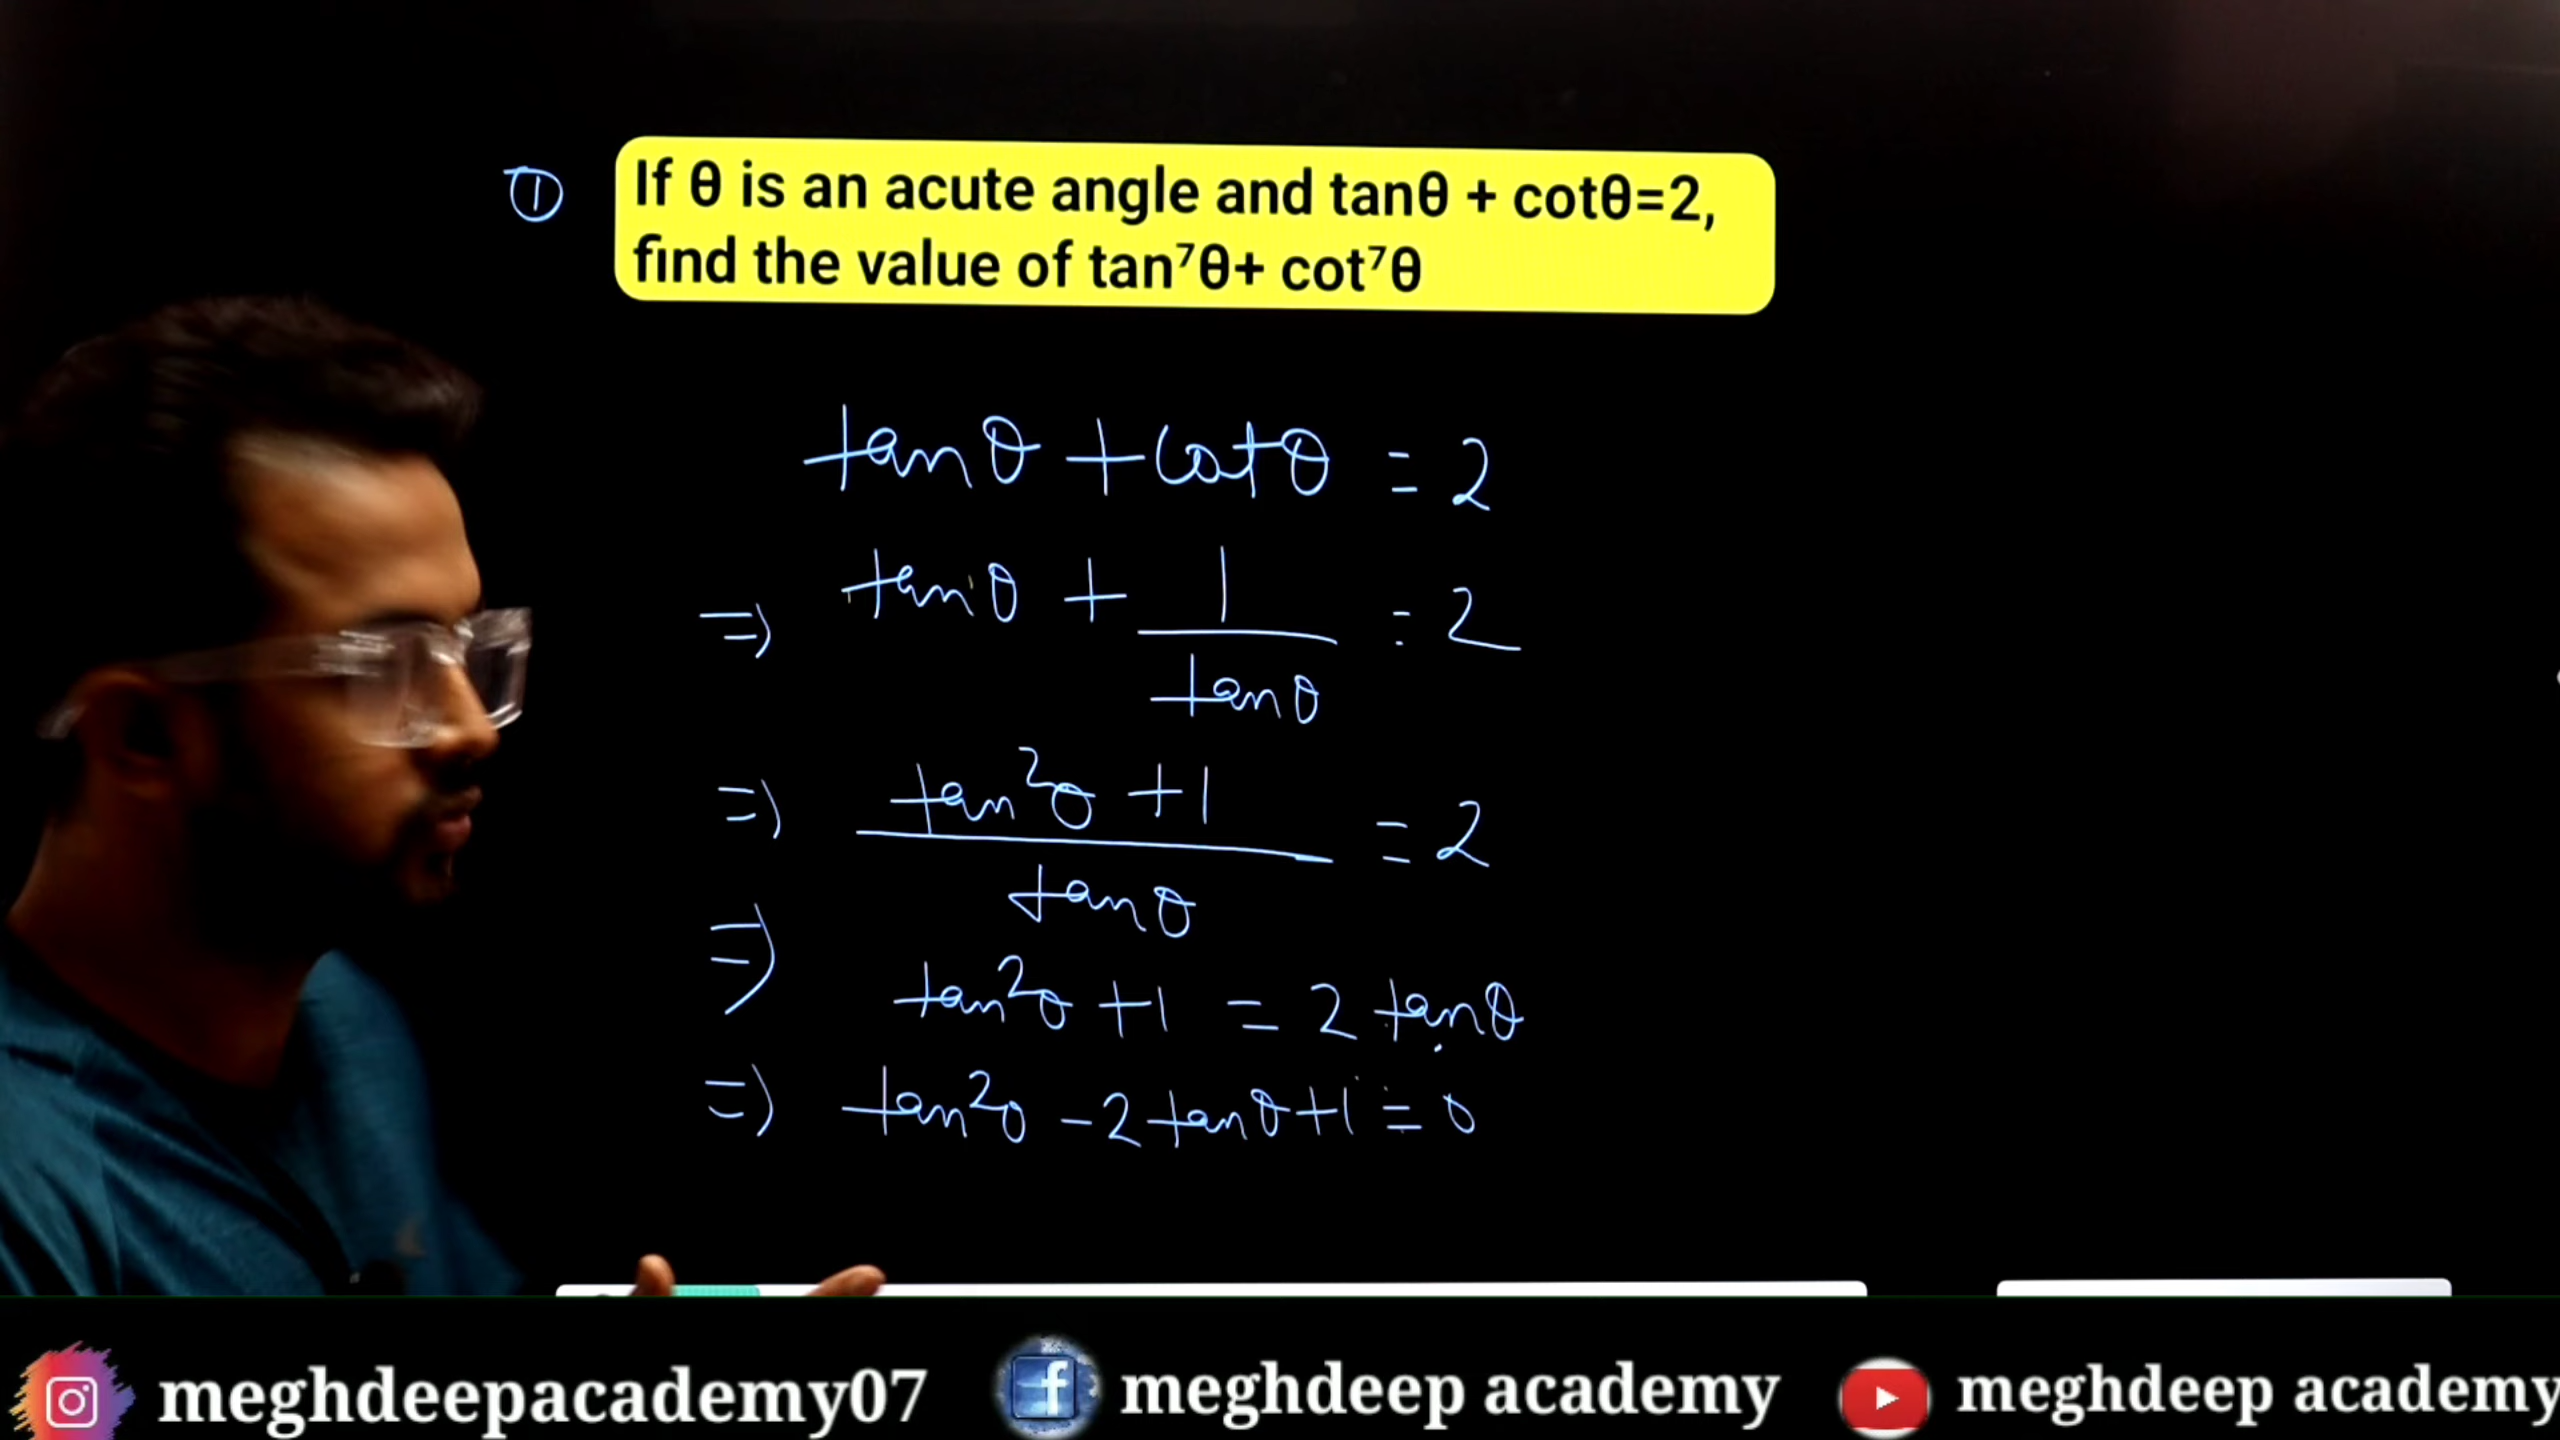 ①
If θ is an acute angle and tanθ + cotθ=2,
find the value of tan⁷θ+ cot⁷θ
tanθ + cotθ = 2
=) tanθ + 1/tanθ = 2
=) tan²θ +1/tanθ = 2
=) tan²θ +1 = 2 tanθ
=) tan²θ - 2 tanθ +1 = 0
meghdeepacademy07
meghdeep academy
meghdeep academy